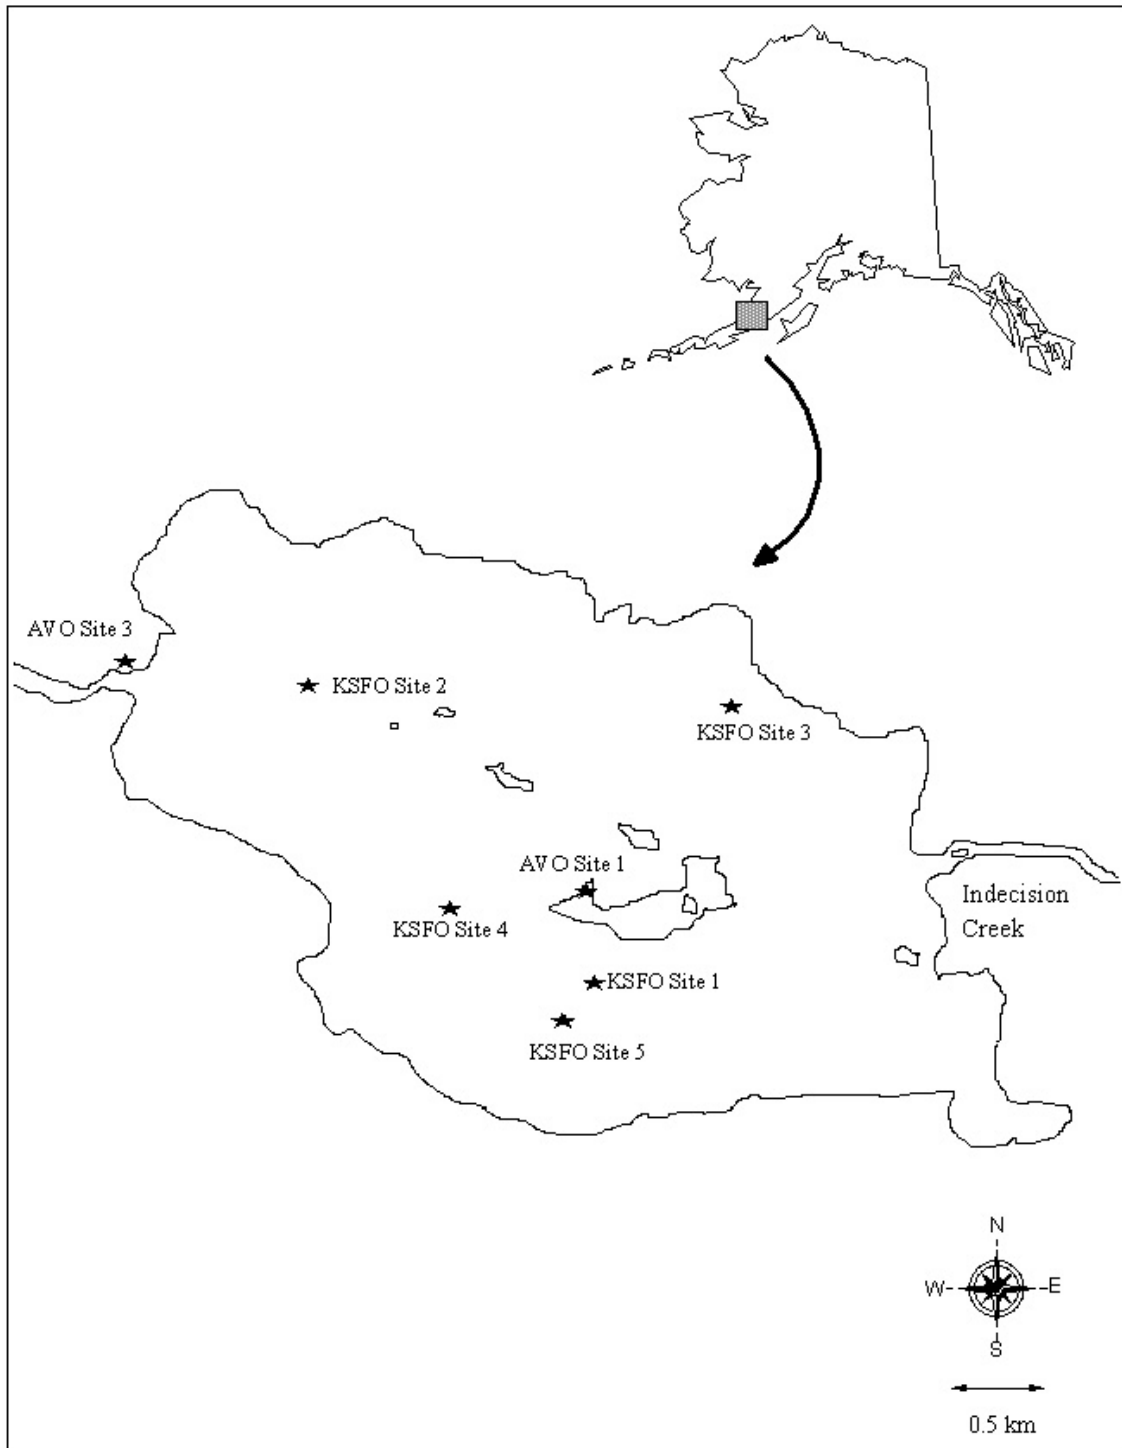 AVO Site 3
KSFO Site 2
KSFO Site 3
AVO Site 1
Indecision
Creek
KSFO Site 4
KSFO Site 1
KSFO Site 5
N
W
E
S
0.5 km